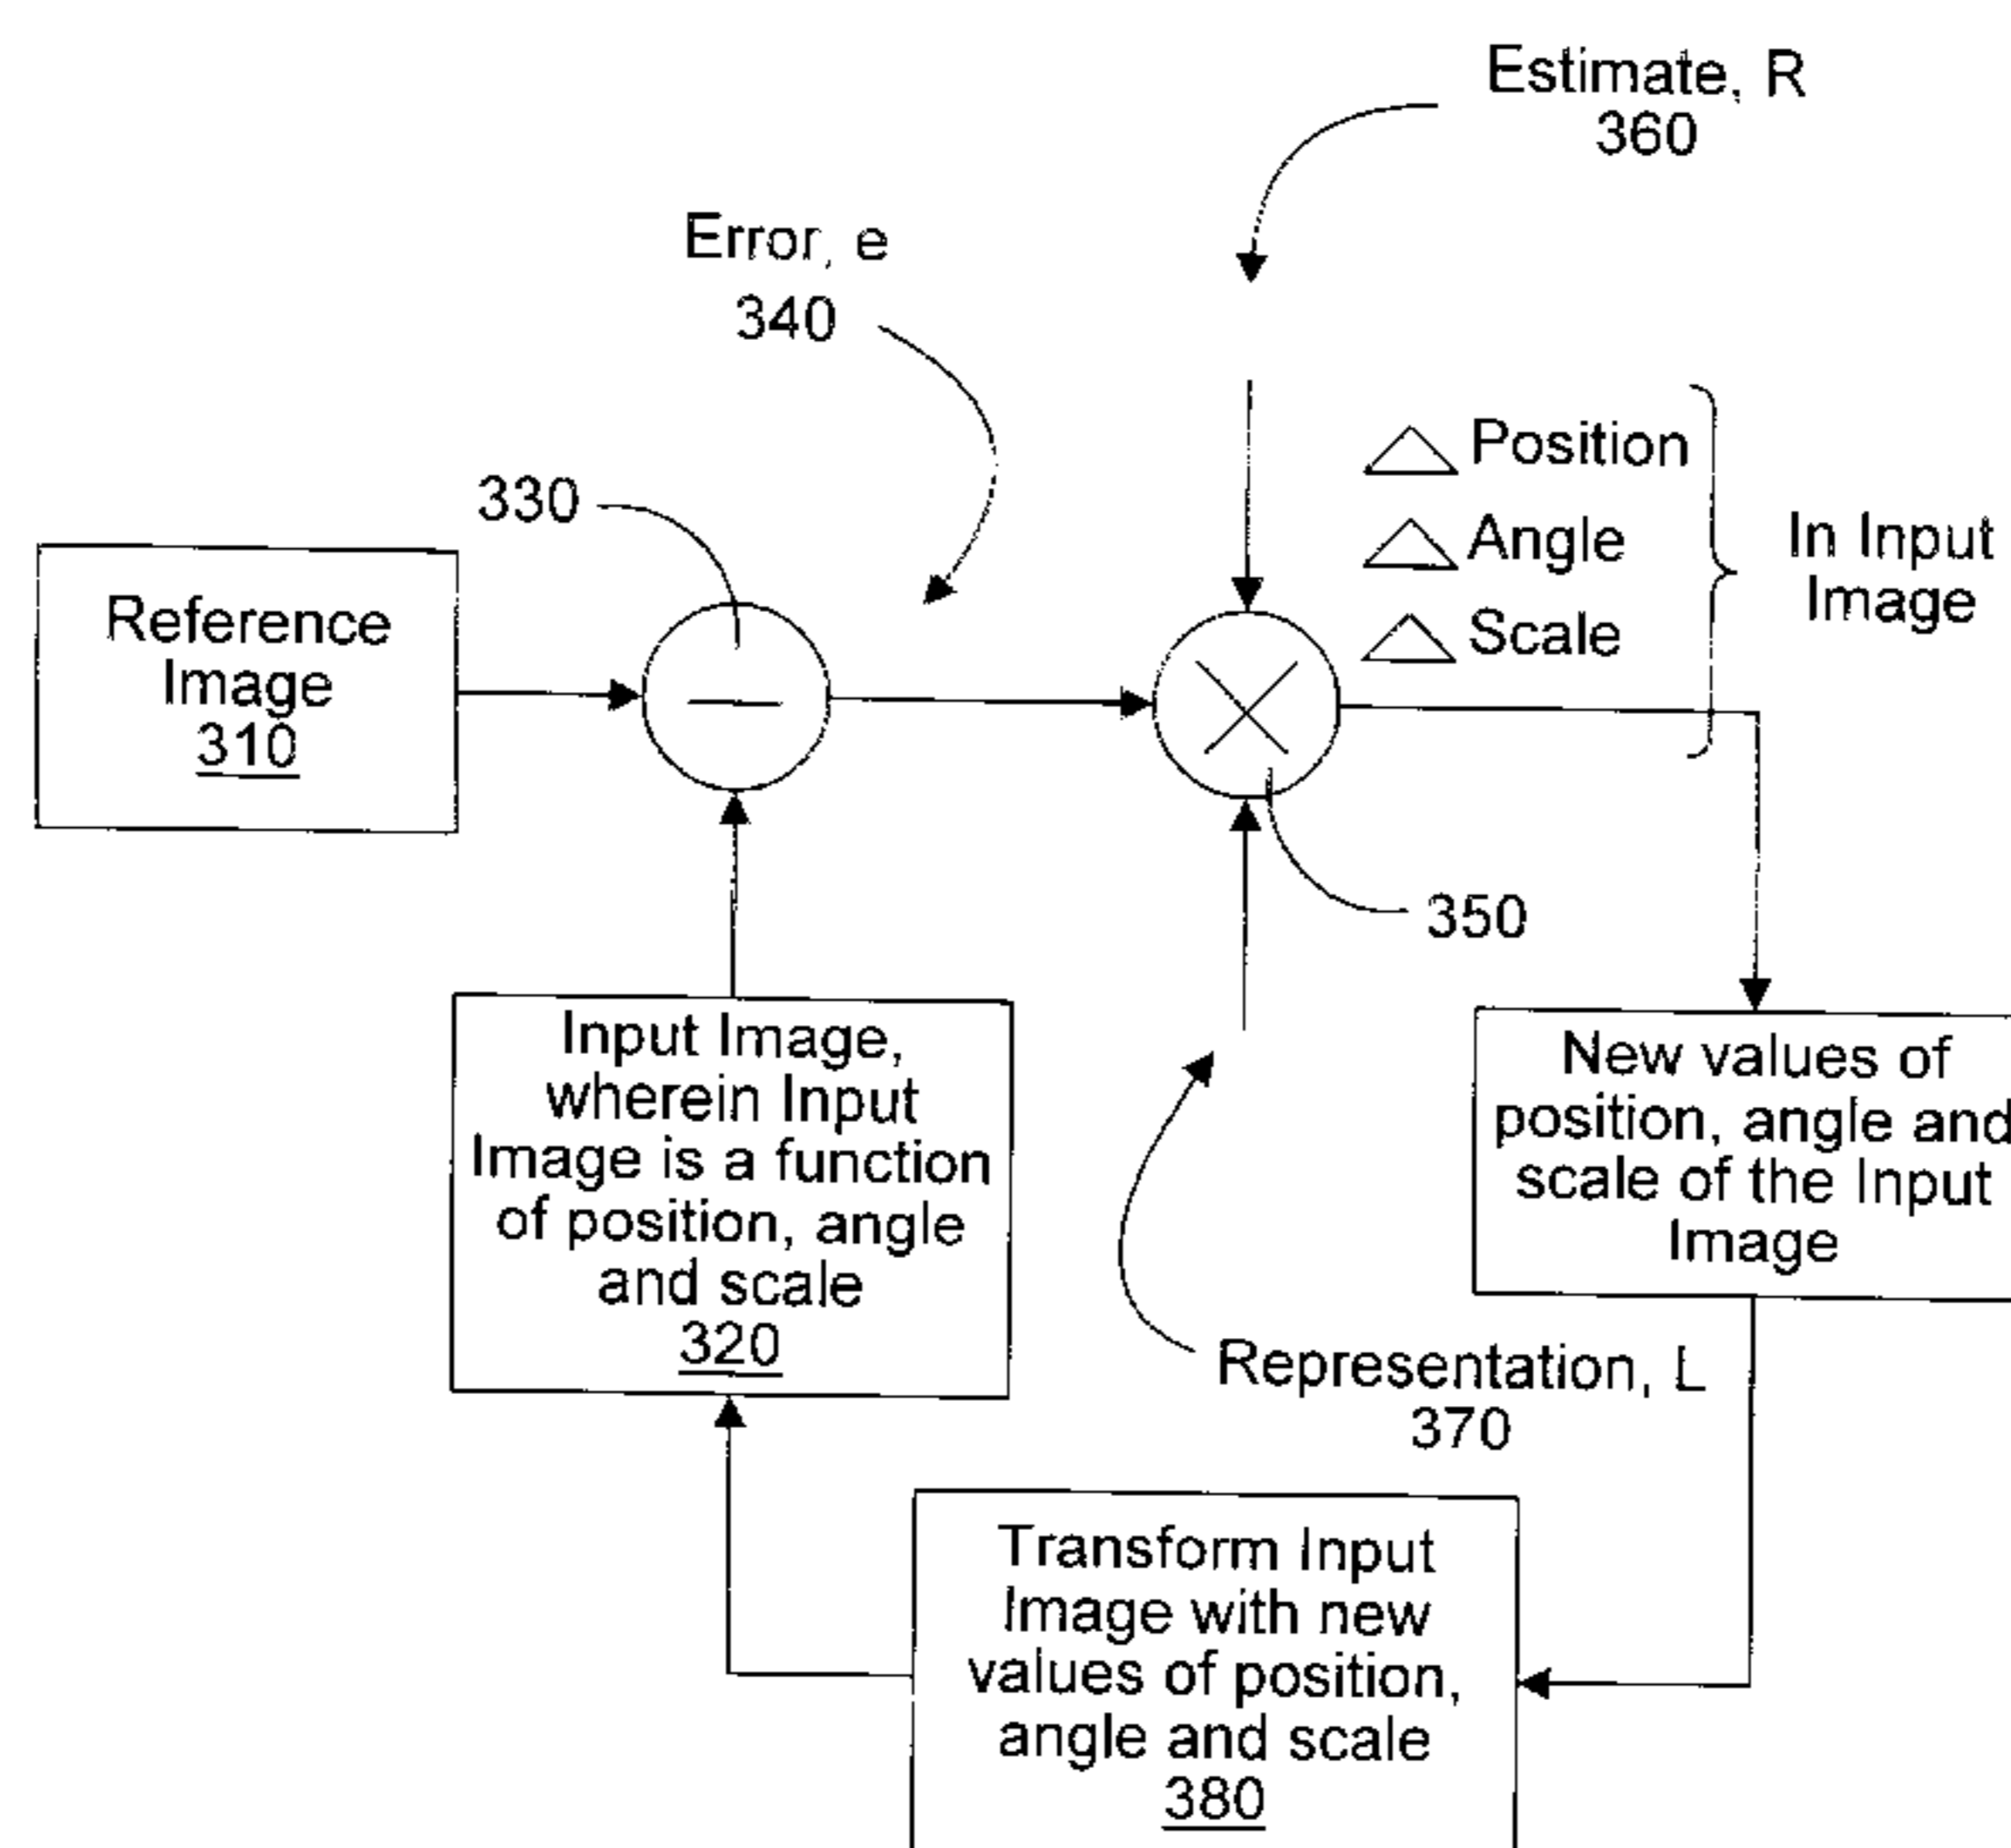 Estimate, R
360
Error, e
340
△ Position
△ Angle
△ Scale
In Input
Image
330
Reference
Image
310
350
Input Image,
wherein Input
Image is a function
of position, angle
and scale
320
New values of
position, angle and
scale of the Input
Image
Representation, L
370
Transform Input
Image with new
values of position,
angle and scale
380